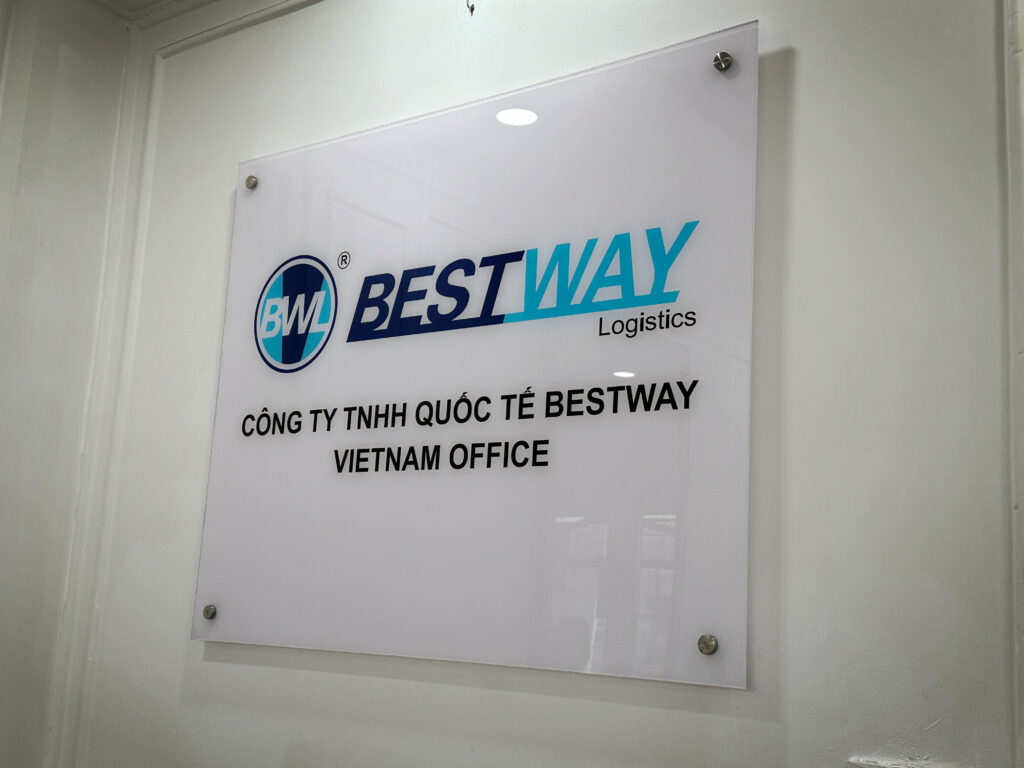 BWL ® BESTWAY
Logistics
CÔNG TY TNHH QUỐC TẾ BESTWAY
VIETNAM OFFICE